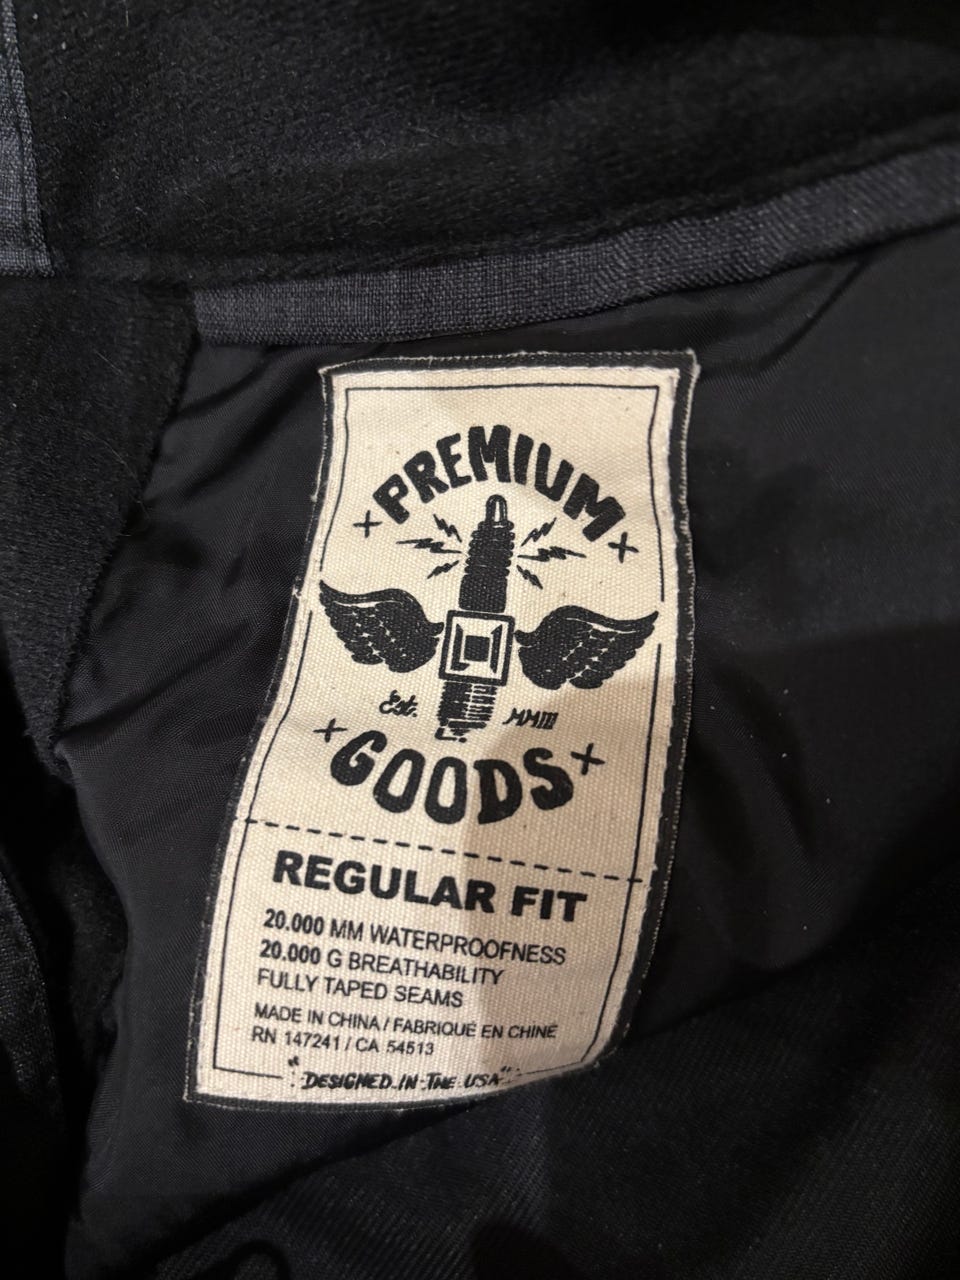 PREMIUM
Est. MMIII
GOODS
REGULAR FIT
20.000 MM WATERPROOFNESS
20.000 G BREATHABILITY
FULLY TAPED SEAMS
MADE IN CHINA / FABRIQUÉ EN CHINE
RN 147241 / CA 54513
"DESIGNED IN THE USA"